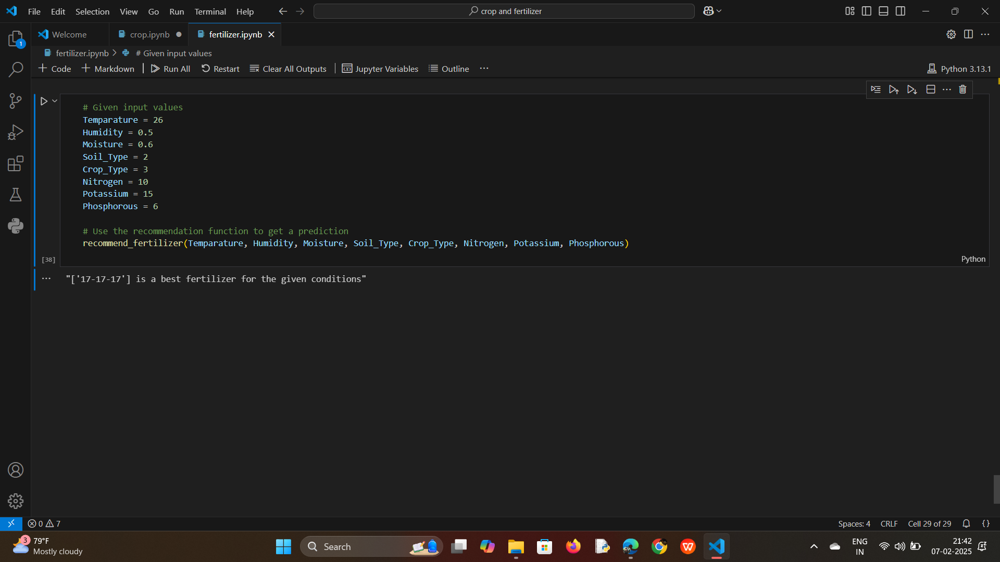 File Edit Selection View Go Run Terminal Help
crop and fertilizer
Welcome
crop.ipynb
fertilizer.ipynb
1
fertilizer.ipynb > # Given input values
Code Markdown Run All Restart Clear All Outputs Jupyter Variables Outline
Python 3.13.1
# Given input values
Temparature = 26
Humidity = 0.5
Moisture = 0.6
Soil_Type = 2
Crop_Type = 3
Nitrogen = 10
Potassium = 15
Phosphorous = 6
# Use the recommendation function to get a prediction
recommend_fertilizer(Temparature, Humidity, Moisture, Soil_Type, Crop_Type, Nitrogen, Potassium, Phosphorous)
[38]
Python
"['17-17-17'] is a best fertilizer for the given conditions"
0 7
Spaces: 4 CRLF Cell 29 of 29
3
79°F
Mostly cloudy
Search
W
ENG
IN
21:42
07-02-2025